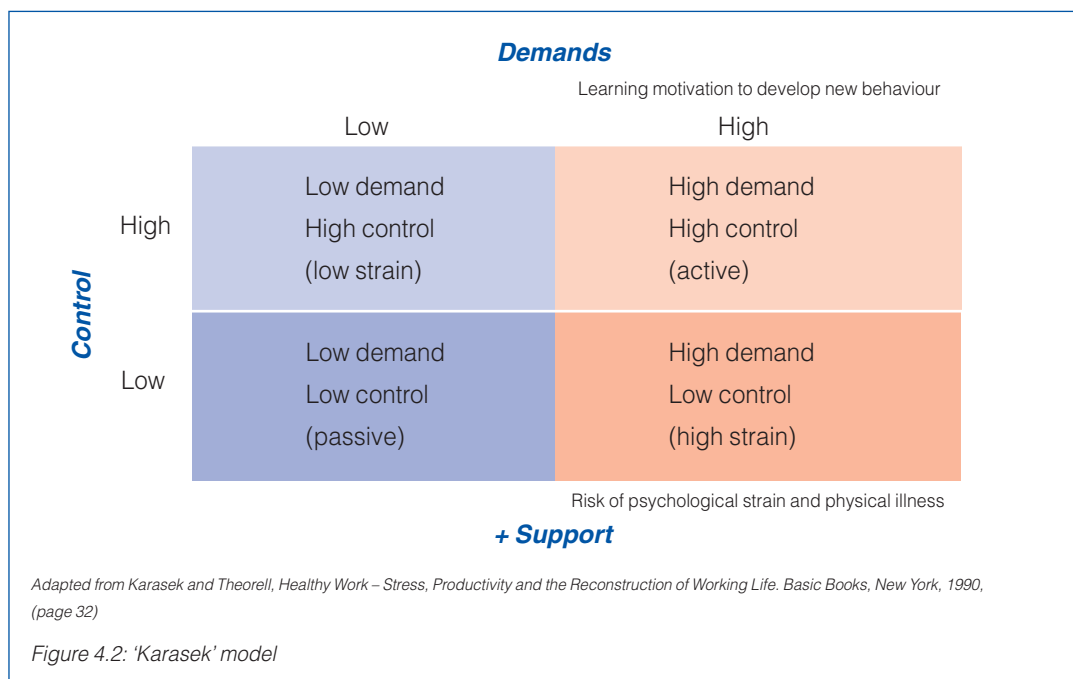 Demands
Learning motivation to develop new behaviour
Low
High
High
Low demand
High control
(low strain)
High demand
High control
(active)
Control
Low
Low demand
Low control
(passive)
High demand
Low control
(high strain)
Risk of psychological strain and physical illness
+ Support
Adapted from Karasek and Theorell, Healthy Work – Stress, Productivity and the Reconstruction of Working Life. Basic Books, New York, 1990,
(page 32)
Figure 4.2: ‘Karasek’ model